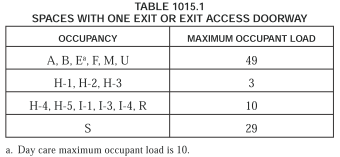 TABLE 1015.1
SPACES WITH ONE EXIT OR EXIT ACCESS DOORWAY
OCCUPANCY MAXIMUM OCCUPANT LOAD
A, B, Eᵃ, F, M, U 49
H-1, H-2, H-3 3
H-4, H-5, I-1, I-3, I-4, R 10
S 29
a. Day care maximum occupant load is 10.